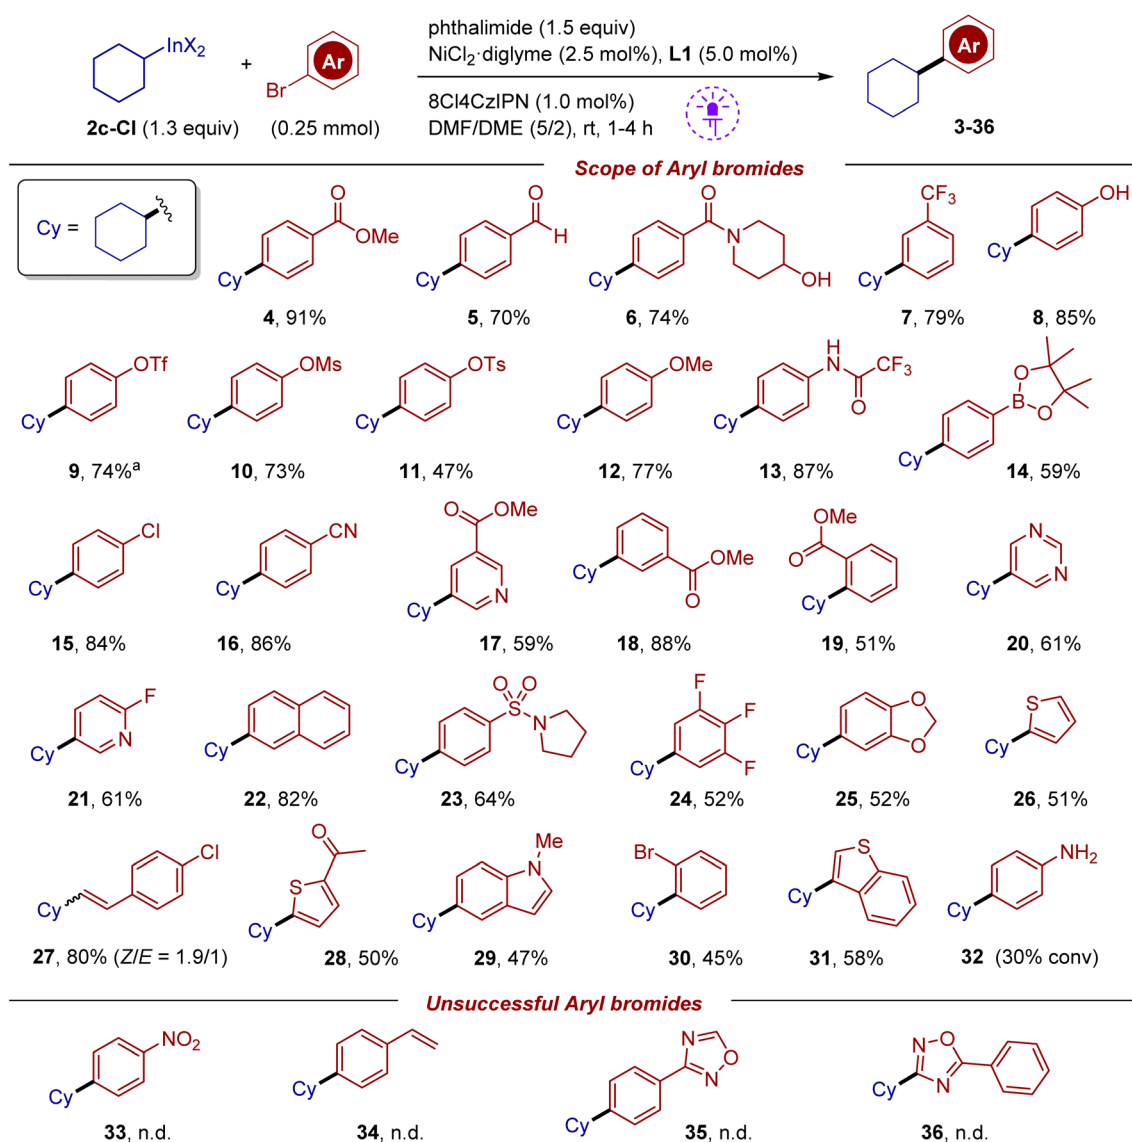 phthalimide (1.5 equiv)
NiCl₂·diglyme (2.5 mol%), L1 (5.0 mol%)
InX₂
+
Br
Ar
Ar
8Cl4CzIPN (1.0 mol%)
DMF/DME (5/2), rt, 1-4 h
2c-Cl (1.3 equiv)
(0.25 mmol)
3-36
Scope of Aryl bromides
Cy =
O
OMe
Cy
4, 91%
O
H
Cy
5, 70%
O
N
OH
Cy
6, 74%
CF₃
Cy
7, 79%
OH
Cy
8, 85%
OTf
Cy
9, 74%ᵃ
OMs
Cy
10, 73%
OTs
Cy
11, 47%
OMe
Cy
12, 77%
H
N
CF₃
O
Cy
13, 87%
O
B
O
Cy
14, 59%
Cl
Cy
15, 84%
CN
Cy
16, 86%
O
OMe
N
Cy
17, 59%
Cy
OMe
O
18, 88%
OMe
O
Cy
19, 51%
N
N
Cy
20, 61%
F
N
Cy
21, 61%
Cy
22, 82%
O
O
S
N
Cy
23, 64%
F
F
F
Cy
24, 52%
O
O
Cy
25, 52%
S
Cy
26, 51%
Cl
Cy
27, 80% (Z/E = 1.9/1)
O
S
Cy
28, 50%
Me
N
Cy
29, 47%
Br
Cy
30, 45%
S
Cy
31, 58%
NH₂
Cy
32 (30% conv)
Unsuccessful Aryl bromides
NO₂
Cy
33, n.d.
Cy
34, n.d.
N
O
N
Cy
35, n.d.
N
O
N
Cy
36, n.d.